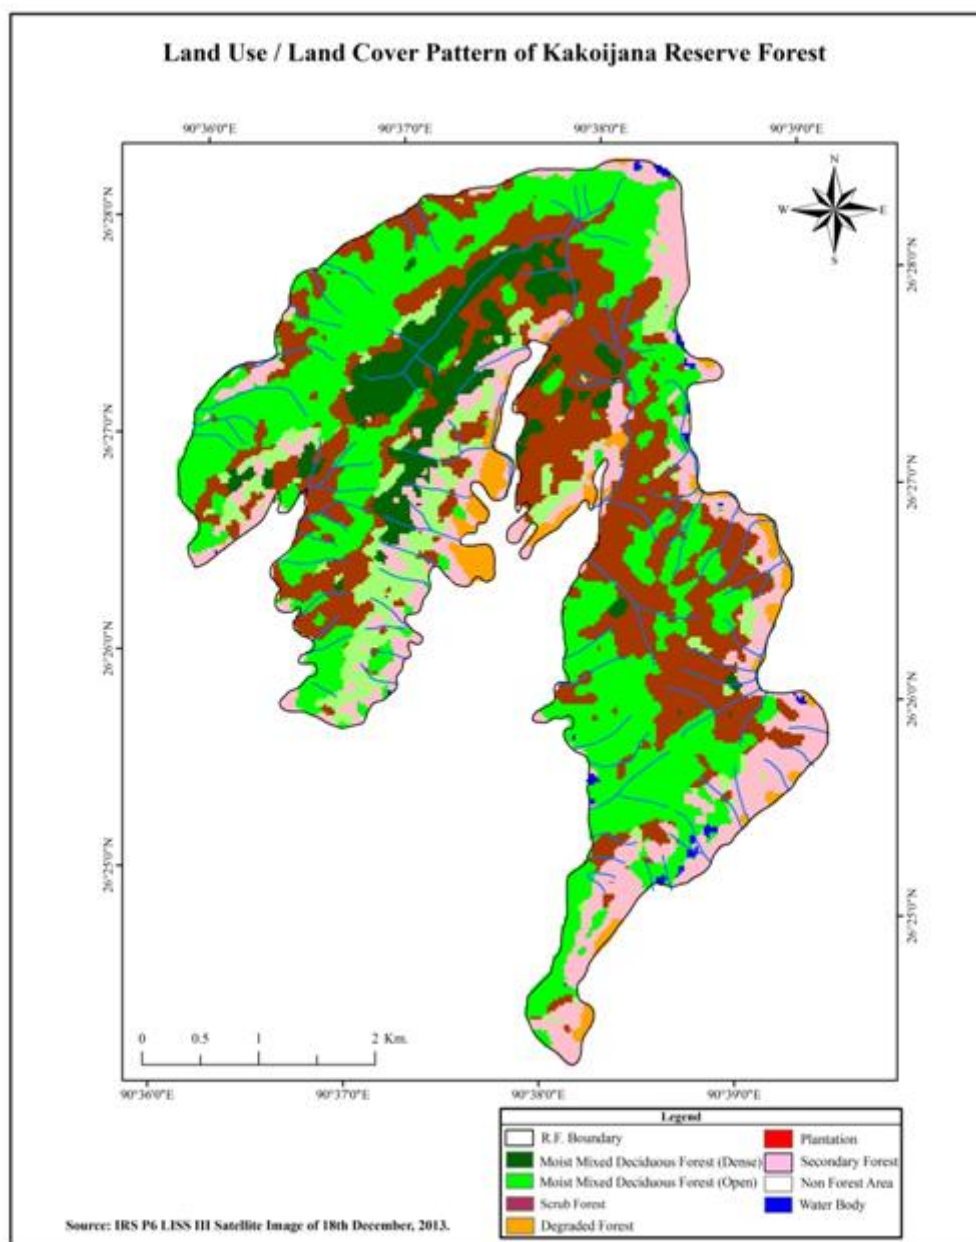 Land Use / Land Cover Pattern of Kakoijana Reserve Forest
90°36'0"E 90°37'0"E 90°38'0"E 90°39'0"E
N
W E
S
26°28'0"N
26°28'0"N
26°27'0"N
26°27'0"N
26°26'0"N
26°26'0"N
26°25'0"N
26°25'0"N
0 0.5 1 2 Km.
90°36'0"E 90°37'0"E 90°38'0"E 90°39'0"E
Legend
R.F. Boundary
Moist Mixed Deciduous Forest (Dense)
Moist Mixed Deciduous Forest (Open)
Scrub Forest
Degraded Forest
Plantation
Secondary Forest
Non Forest Area
Water Body
Source: IRS P6 LISS III Satellite Image of 18th December, 2013.